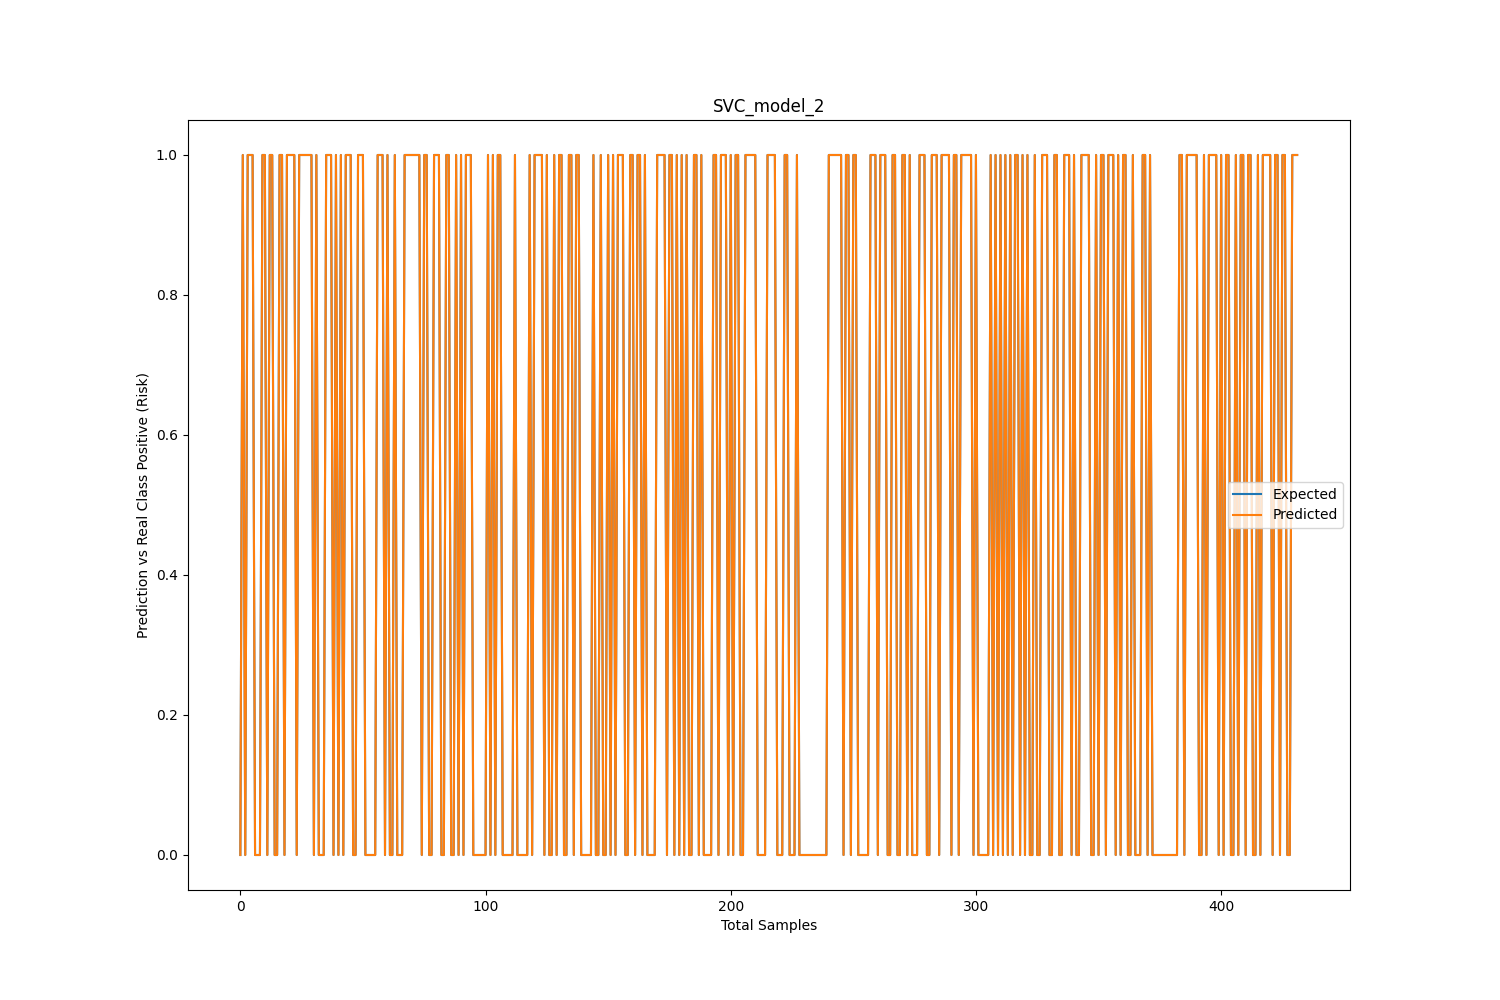 SVC_model_2
Prediction vs Real Class Positive (Risk)
1.0
0.8
0.6
0.4
0.2
0.0
Expected
Predicted
0 100 200 300 400
Total Samples